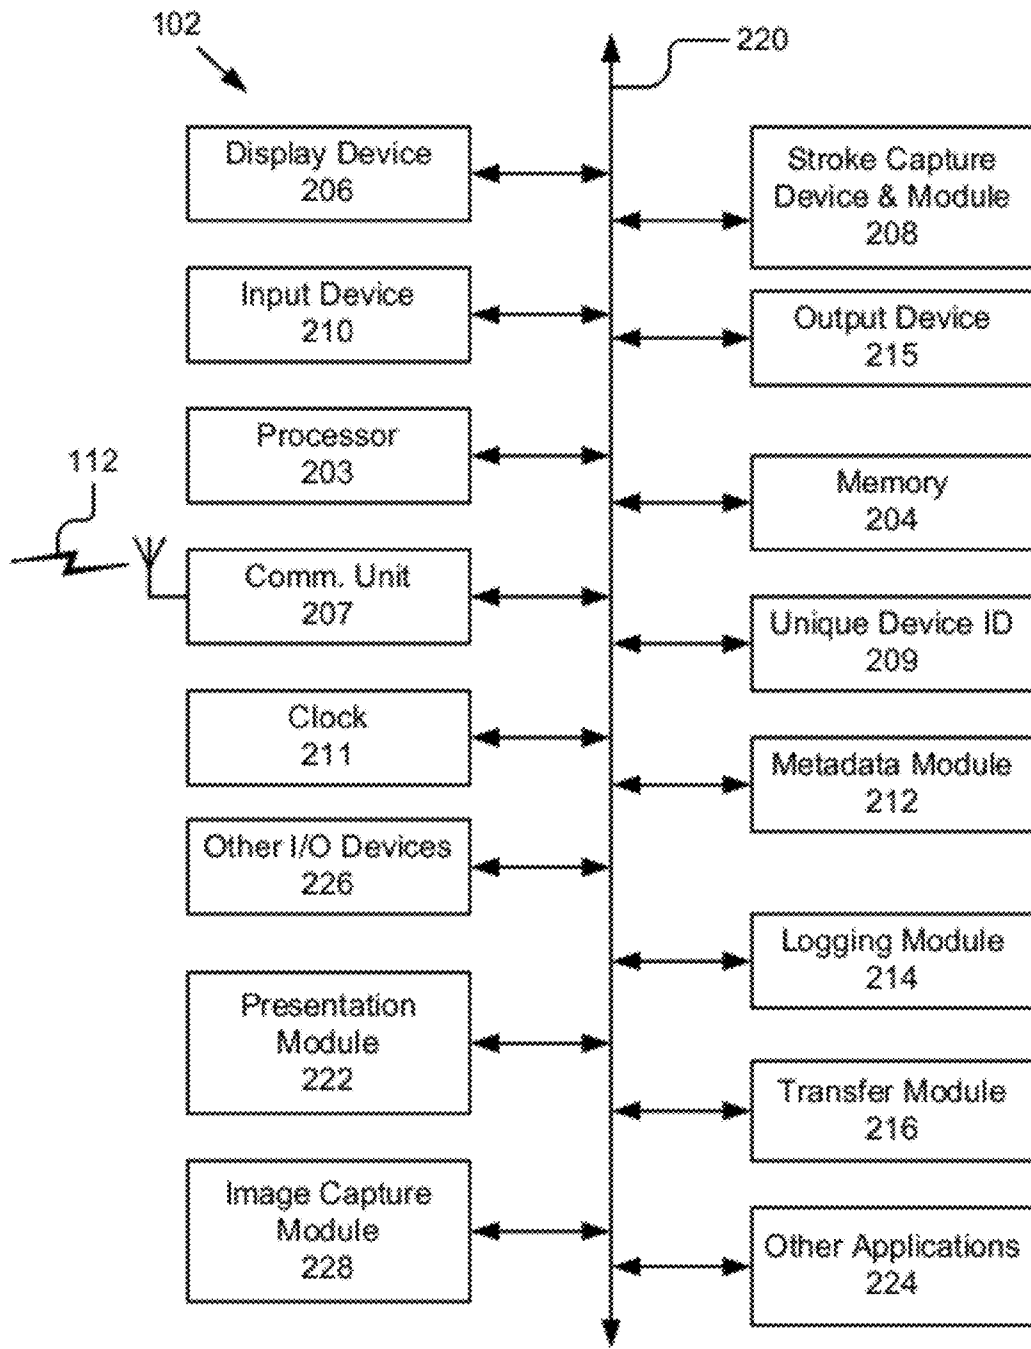 102
220
Display Device
206
Stroke Capture
Device & Module
208
Input Device
210
Output Device
215
Processor
203
112
Memory
204
Comm. Unit
207
Unique Device ID
209
Clock
211
Metadata Module
212
Other I/O Devices
226
Logging Module
214
Presentation
Module
222
Transfer Module
216
Image Capture
Module
228
Other Applications
224